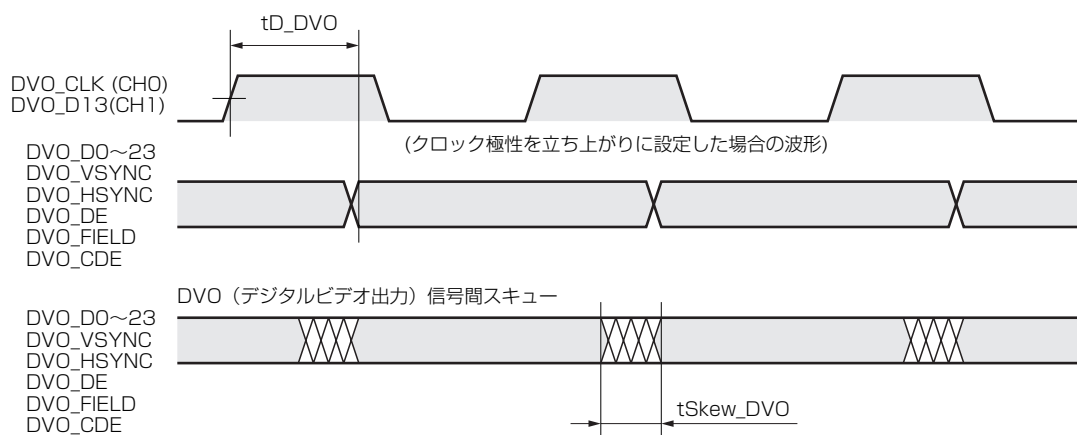 tD_DVO
DVO_CLK (CH0)
DVO_D13(CH1)
(クロック極性を立ち上がりに設定した場合の波形)
DVO_D0～23
DVO_VSYNC
DVO_HSYNC
DVO_DE
DVO_FIELD
DVO_CDE
DVO（デジタルビデオ出力）信号間スキュー
DVO_D0～23
DVO_VSYNC
DVO_HSYNC
DVO_DE
DVO_FIELD
DVO_CDE
tSkew_DVO